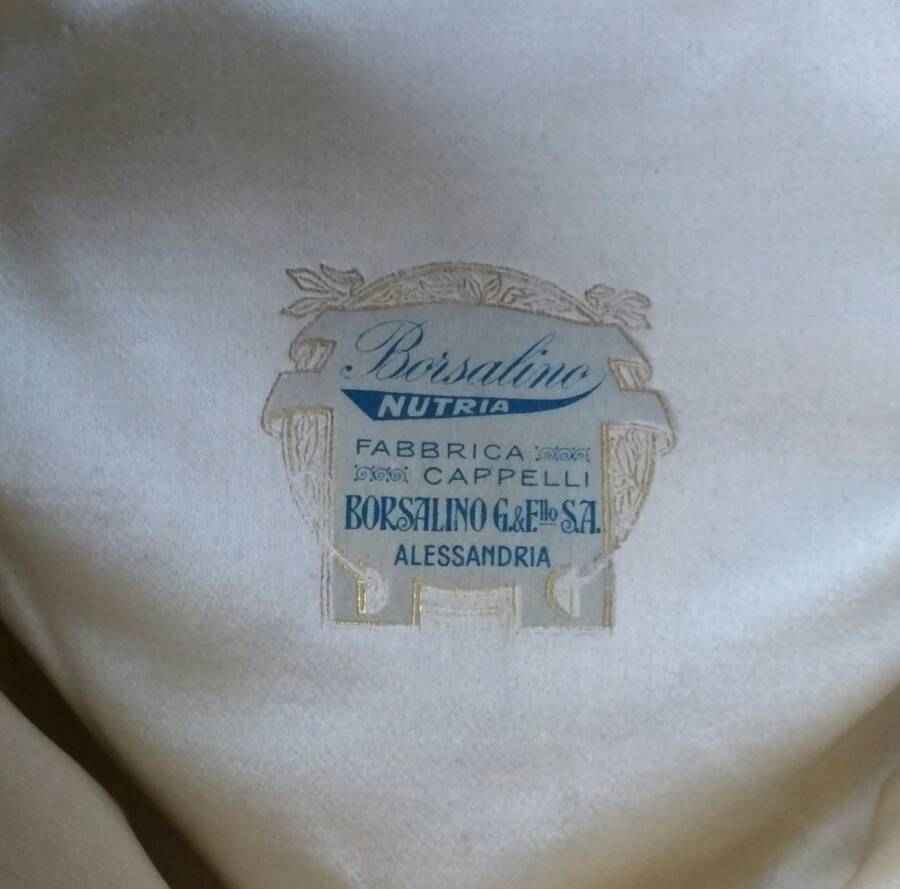 Borsalino
NUTRIA
FABBRICA
CAPPELLI
BORSALINO G.&F.llo S.A.
ALESSANDRIA